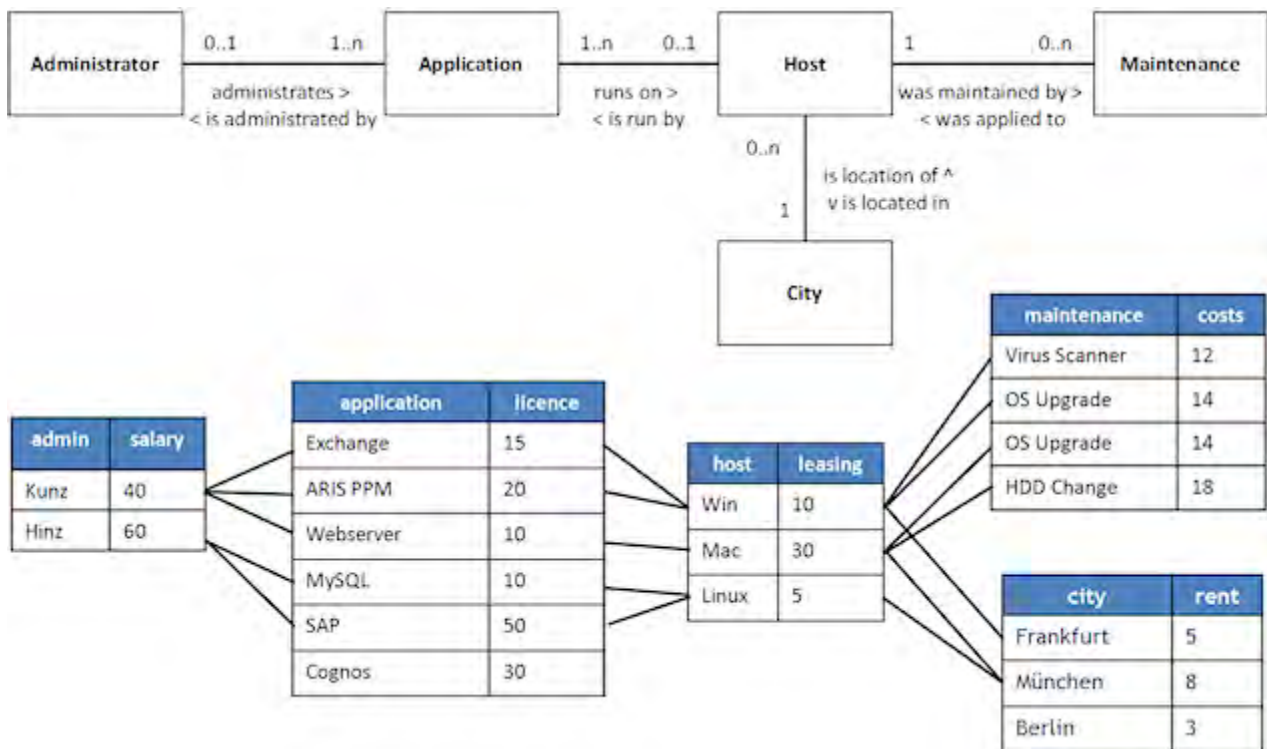 0..1 1..n 1..n 0..1 1 0..n
Administrator Application Host Maintenance
administrates > runs on > was maintained by >
< is administrated by < is run by < was applied to
0..n
is location of ^
v is located in
1
City
maintenance costs
Virus Scanner 12
OS Upgrade 14
OS Upgrade 14
HDD Change 18
application licence
Exchange 15
ARIS PPM 20
Webserver 10
MySQL 10
SAP 50
Cognos 30
admin salary
Kunz 40
Hinz 60
host leasing
Win 10
Mac 30
Linux 5
city rent
Frankfurt 5
München 8
Berlin 3